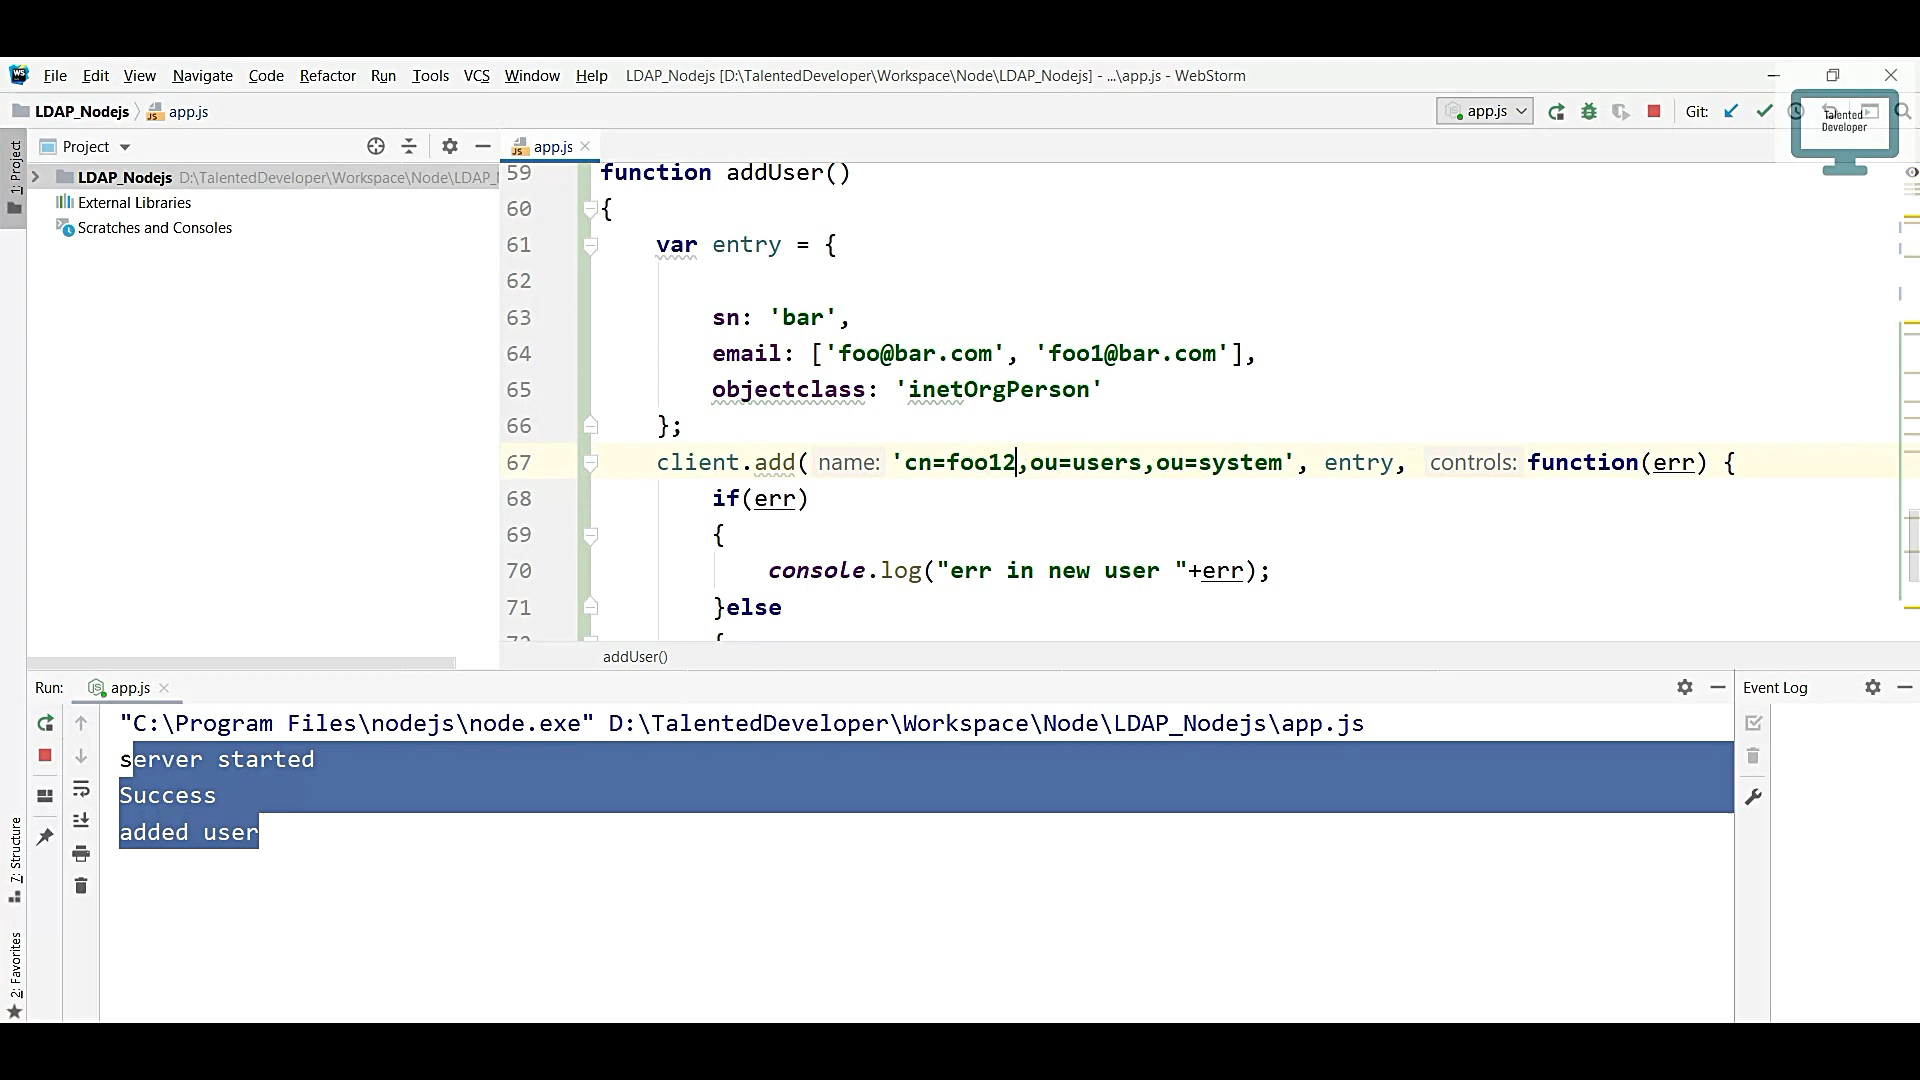 File Edit View Navigate Code Refactor Run Tools VCS Window Help LDAP_Nodejs [D:\TalentedDeveloper\Workspace\Node\LDAP_Nodejs] - ...\app.js - WebStorm
LDAP_Nodejs app.js app.js Git:
Talented
Developer
1: Project
Project
LDAP_Nodejs D:\TalentedDeveloper\Workspace\Node\LDAP_N
External Libraries
Scratches and Consoles
app.js
59 function addUser()
60 {
61 var entry = {
62
63 sn: 'bar',
64 email: ['foo@bar.com', 'foo1@bar.com'],
65 objectclass: 'inetOrgPerson'
66 };
67 client.add( name: 'cn=foo12,ou=users,ou=system', entry, controls: function(err) {
68 if(err)
69 {
70 console.log("err in new user "+err);
71 }else
72 {
addUser()
Run: app.js
Event Log
"C:\Program Files\nodejs\node.exe" D:\TalentedDeveloper\Workspace\Node\LDAP_Nodejs\app.js
server started
Success
added user
7: Structure
2: Favorites